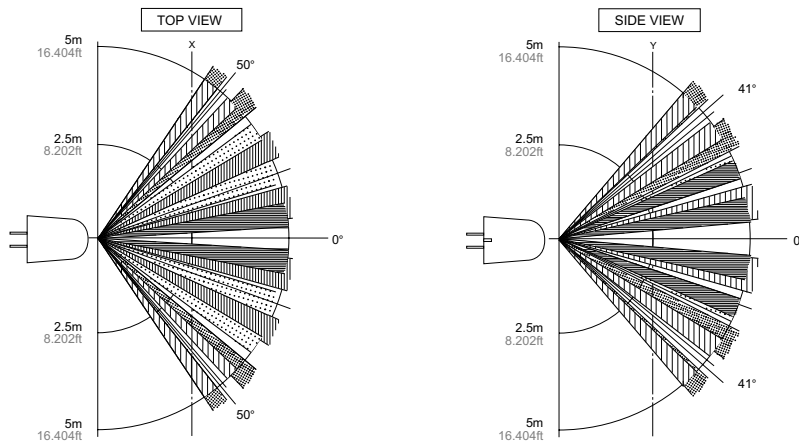 TOP VIEW
5m
16.404ft
X
50°
2.5m
8.202ft
0°
2.5m
8.202ft
50°
5m
16.404ft
SIDE VIEW
5m
16.404ft
Y
41°
2.5m
8.202ft
0
2.5m
8.202ft
41°
5m
16.404ft